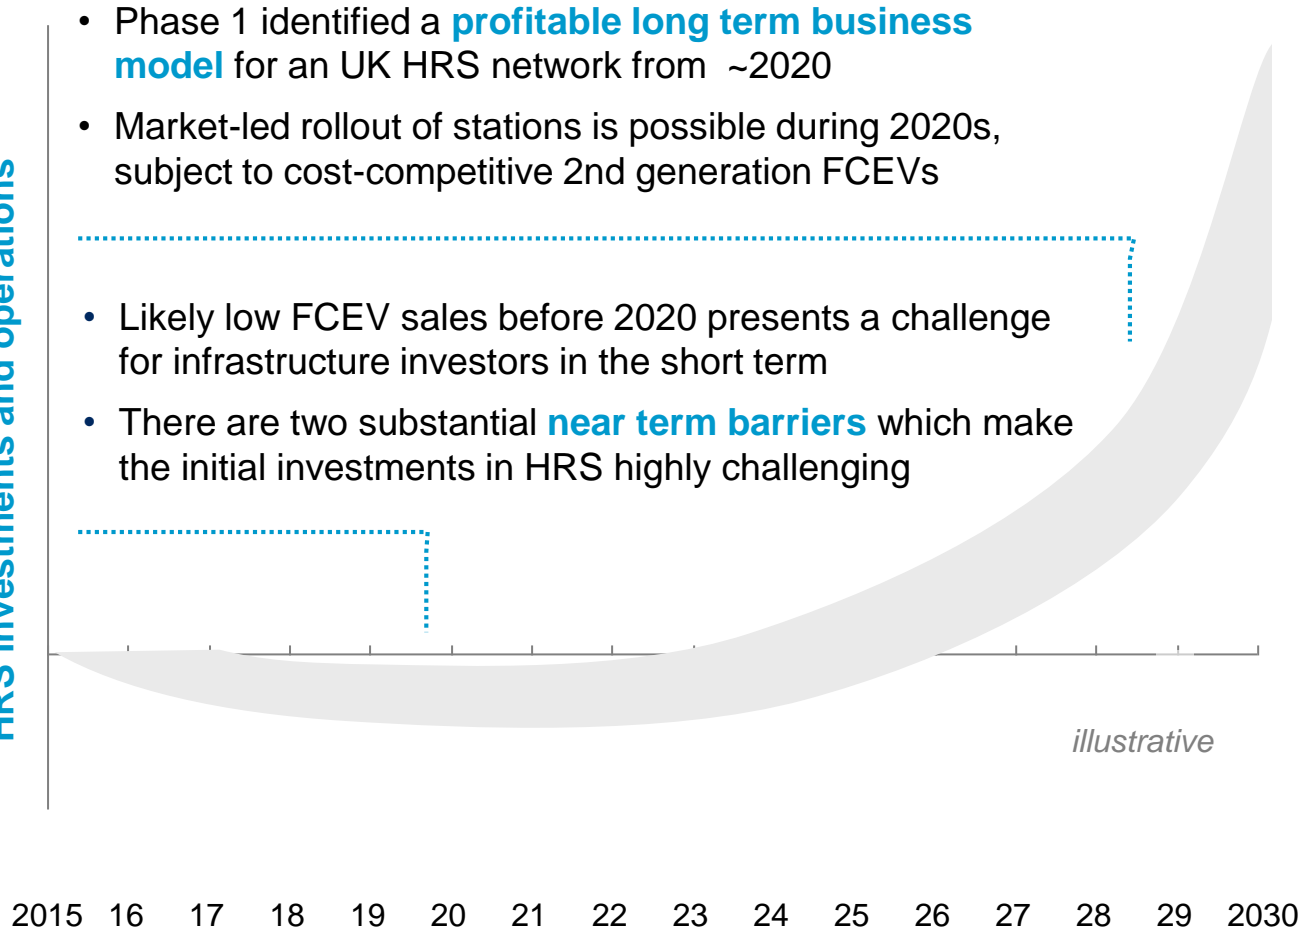 • Phase 1 identified a profitable long term business
model for an UK HRS network from ~2020
• Market-led rollout of stations is possible during 2020s,
subject to cost-competitive 2nd generation FCEVs
• Likely low FCEV sales before 2020 presents a challenge
for infrastructure investors in the short term
• There are two substantial near term barriers which make
the initial investments in HRS highly challenging
HRS investments and operations
illustrative
2015 16 17 18 19 20 21 22 23 24 25 26 27 28 29 2030